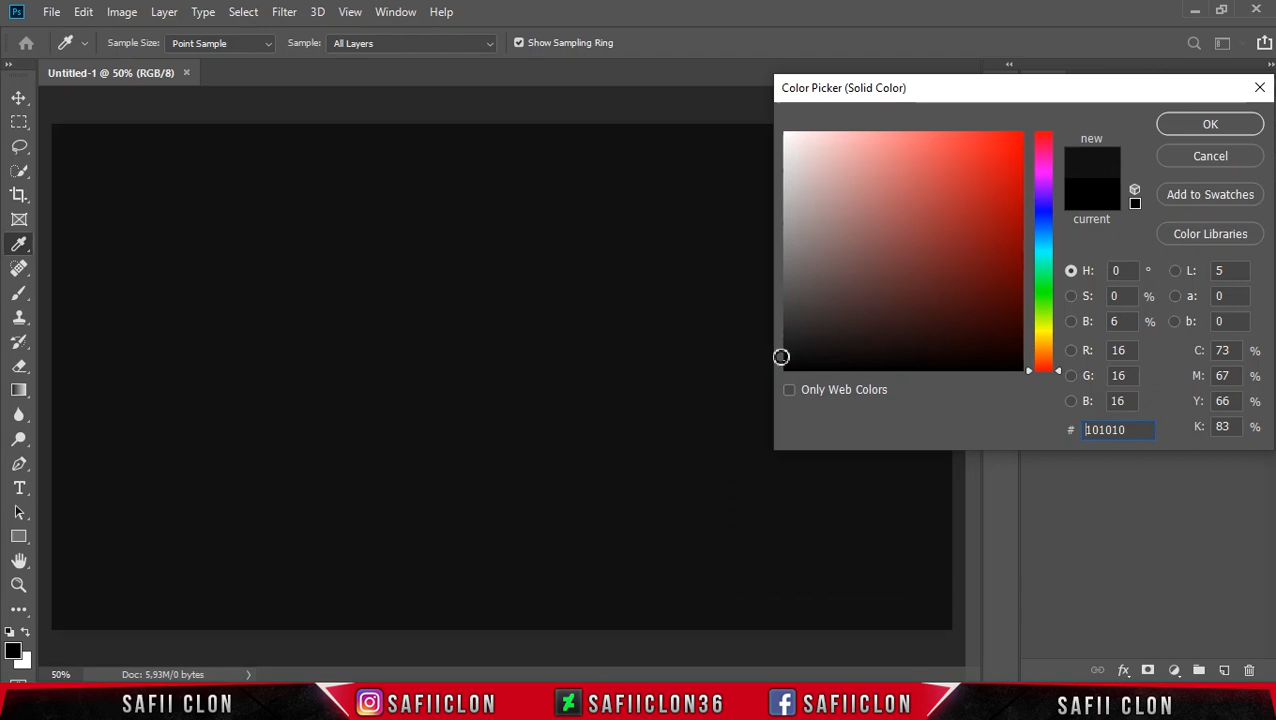 Ps File Edit Image Layer Type Select Filter 3D View Window Help
Sample Size: Point Sample Sample: All Layers Show Sampling Ring
Untitled-1 @ 50% (RGB/8)
Color Picker (Solid Color)
new
current
OK
Cancel
Add to Swatches
Color Libraries
H: 0 ° L: 5
S: 0 % a: 0
B: 6 % b: 0
R: 16 C: 73 %
G: 16 M: 67 %
B: 16 Y: 66 %
# 101010 K: 83 %
Only Web Colors
50% Doc: 5,93M/0 bytes
SAFII CLON SAFIICLON SAFIICLON36 SAFIICLON SAFII CLON